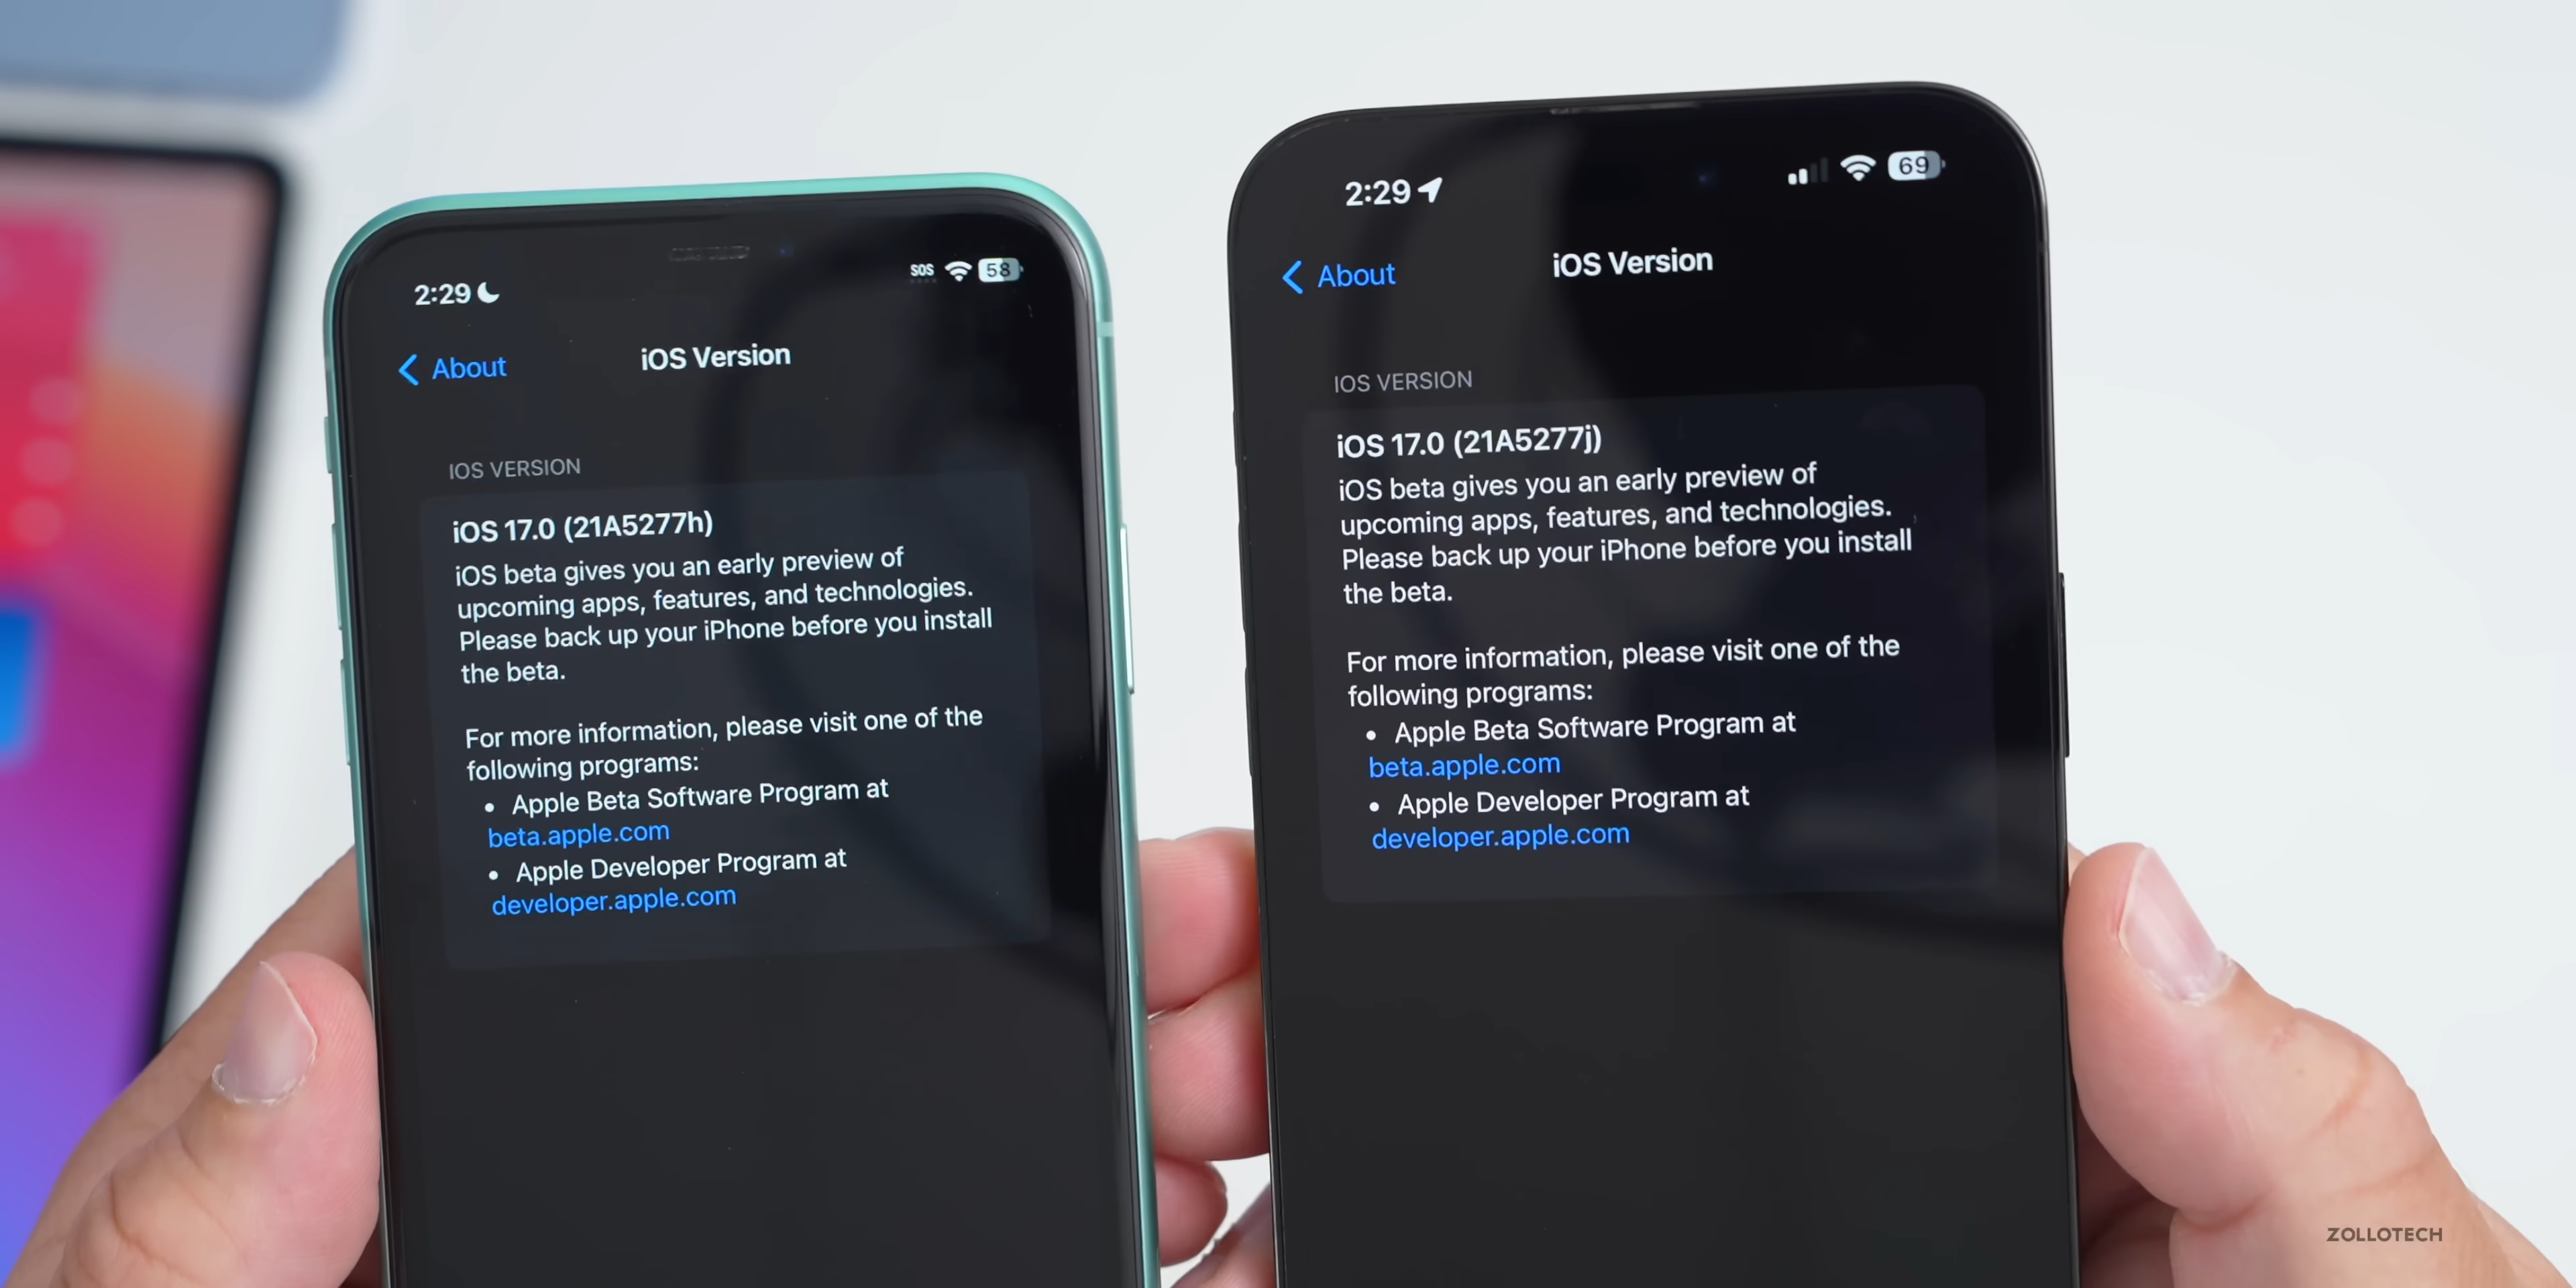 2:29
SOS 58
About
iOS Version
IOS VERSION
iOS 17.0 (21A5277h)
iOS beta gives you an early preview of
upcoming apps, features, and technologies.
Please back up your iPhone before you install
the beta.
For more information, please visit one of the
following programs:
• Apple Beta Software Program at
beta.apple.com
• Apple Developer Program at
developer.apple.com
2:29
69
About
iOS Version
IOS VERSION
iOS 17.0 (21A5277j)
iOS beta gives you an early preview of
upcoming apps, features, and technologies.
Please back up your iPhone before you install
the beta.
For more information, please visit one of the
following programs:
• Apple Beta Software Program at
beta.apple.com
• Apple Developer Program at
developer.apple.com
ZOLLOTECH